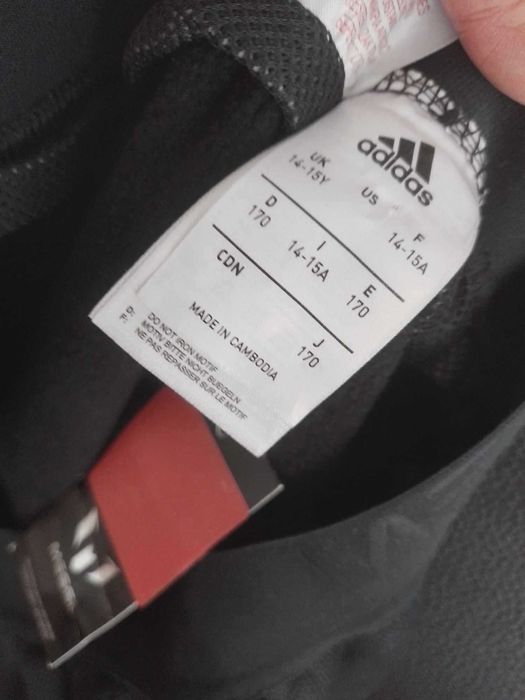 adidas
UK US F
14-15Y 14-15A
D I E
170 14-15A 170
CDN J
170
MADE IN CAMBODIA
D: DO NOT IRON MOTIF
F: MOTIV BITTE NICHT BUEGELN
NE PAS REPASSER SUR LE MOTIF